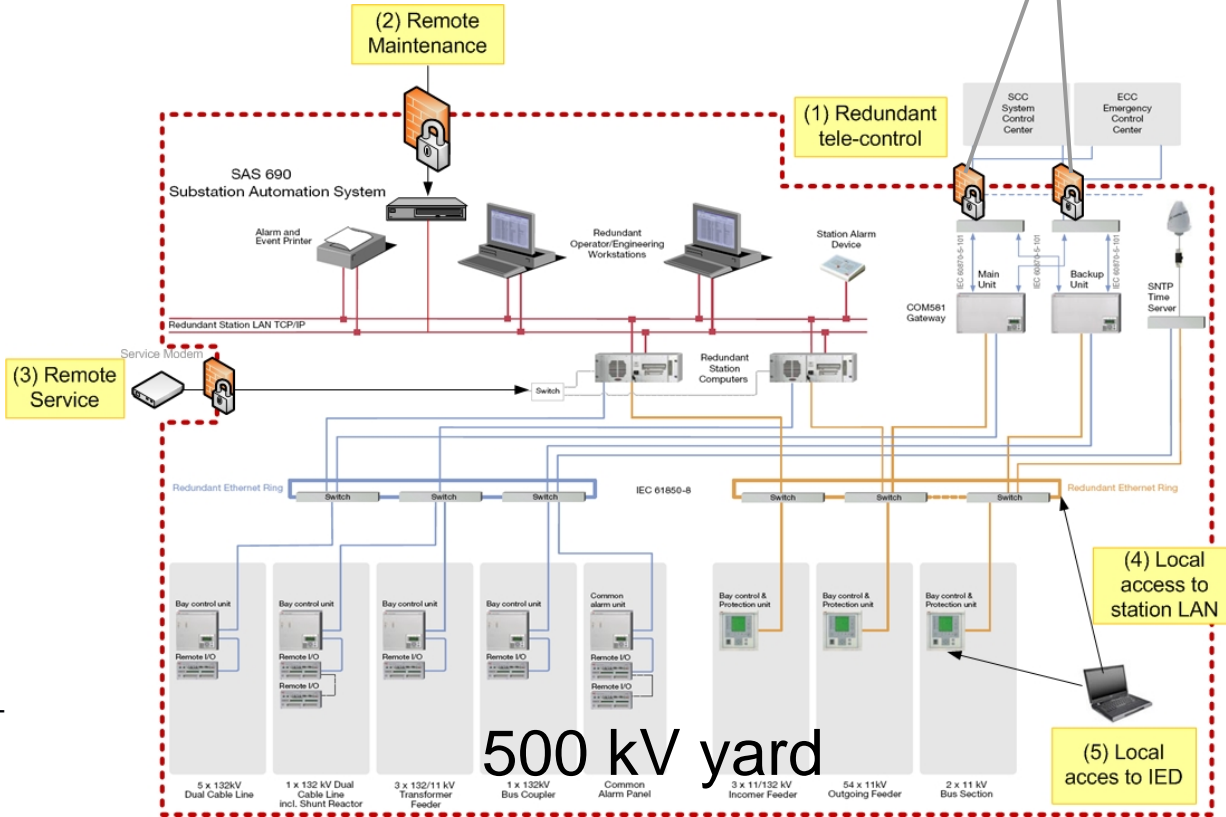 (2) Remote
Maintenance
(1) Redundant
tele-control
SCC
System
Control
Center
ECC
Emergency
Control
Center
SAS 690
Substation Automation System
Alarm and
Event Printer
Redundant
Operator/Engineering
Workstations
Station Alarm
Device
IEC 60870-5-101
Main
Unit
IEC 60870-5-101
IEC 60870-5-101
Backup
Unit
IEC 60870-5-101
SNTP
Time
Server
COM581
Gateway
Redundant Station LAN TCP/IP
Service Modem
(3) Remote
Service
Switch
Redundant
Station
Computers
Redundant Ethernet Ring
Switch
Switch
Switch
IEC 61850-8
Switch
Switch
Switch
Redundant Ethernet Ring
(4) Local
access to
station LAN
Bay control unit
Remote I/O
Bay control unit
Remote I/O
Remote I/O
Bay control unit
Remote I/O
Bay control unit
Remote I/O
Common
alarm unit
Remote I/O
Remote I/O
Bay control &
Protection unit
Bay control &
Protection unit
Bay control &
Protection unit
500 kV yard
(5) Local
acces to IED
5 x 132kV
Dual Cable Line
1 x 132 kV Dual
Cable Line
incl. Shunt Reactor
3 x 132/11 kV
Transformer
Feeder
1 x 132kV
Bus Coupler
Common
Alarm Panel
3 x 11/132 kV
Incomer Feeder
54 x 11kV
Outgoing Feeder
2 x 11 kV
Bus Section